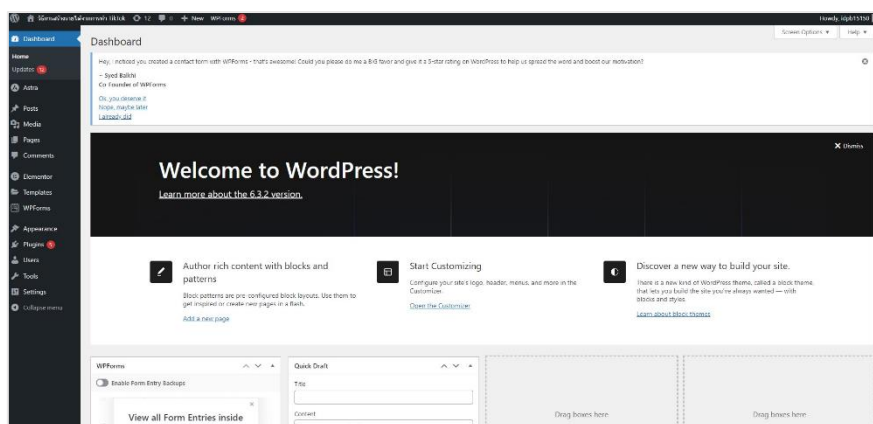 12
0
+ New
WPForms
Howdy, idpb15150
Dashboard
Home
Updates
Astra
Posts
Media
Pages
Comments
Elementor
Templates
WPForms
Appearance
Plugins
Users
Tools
Settings
Collapse menu
Screen Options ▼
Help ▼
Dashboard
Hey, I noticed you created a contact form with WPForms - that's awesome! Could you please do me a BIG favor and give it a 5-star rating on WordPress to help us spread the word and boost our motivation?
~ Syed Balkhi
Co-Founder of WPForms
Ok, you deserve it
Nope, maybe later
I already did
Dismiss
Welcome to WordPress!
Learn more about the 6.3.2 version.
Author rich content with blocks and
patterns
Block patterns are pre-configured block layouts. Use them to
get inspired or create new pages in a flash.
Add a new page
Start Customizing
Configure your site's logo, header, menus, and more in the
Customizer.
Open the Customizer
Discover a new way to build your site.
There is a new kind of WordPress theme, called a block theme,
that lets you build the site you've always wanted — with
blocks and styles.
Learn about block themes
WPForms
Enable Form Entry Backups
View all Form Entries inside
Quick Draft
Title
Content
Drag boxes here
Drag boxes here